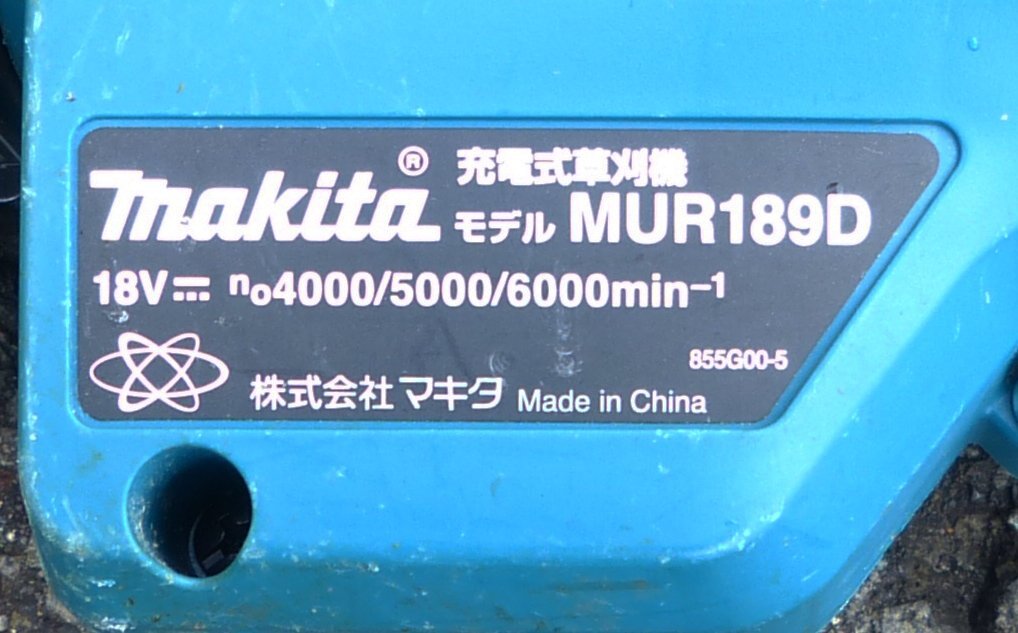 makita® 充電式草刈機
モデル MUR189D
18V⎓ n₀4000/5000/6000min⁻¹
855G00-5
株式会社マキタ Made in China